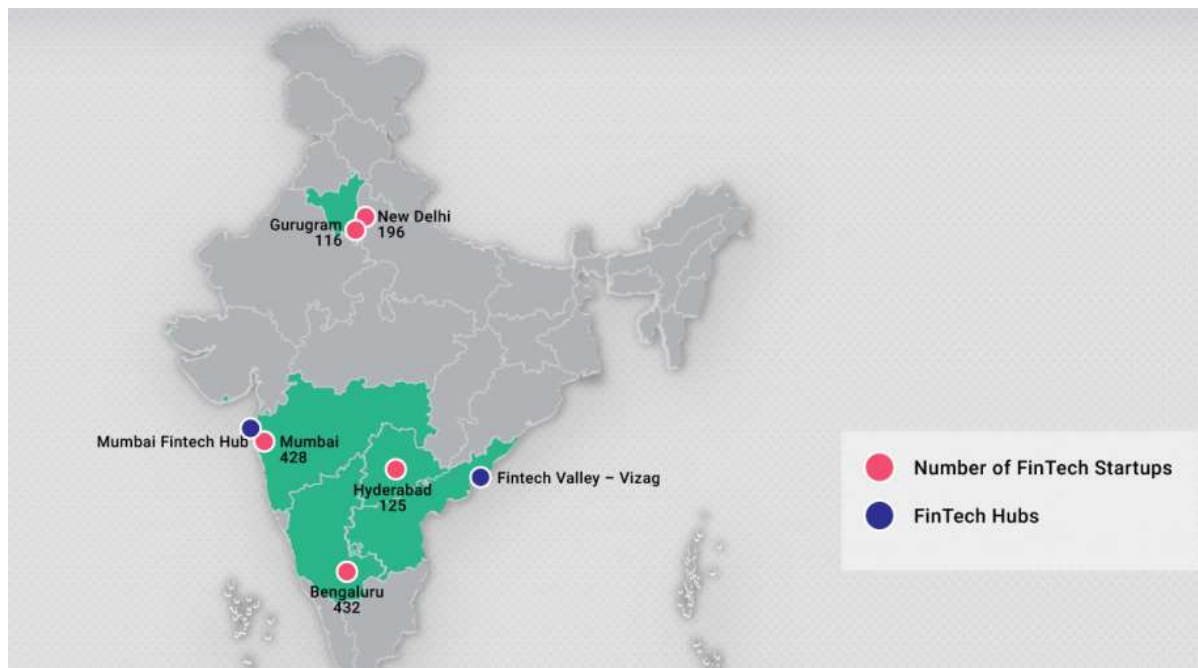 New Delhi
196
Gurugram
116
Mumbai Fintech Hub
Mumbai
428
Hyderabad
125
Fintech Valley – Vizag
Bengaluru
432
Number of FinTech Startups
FinTech Hubs